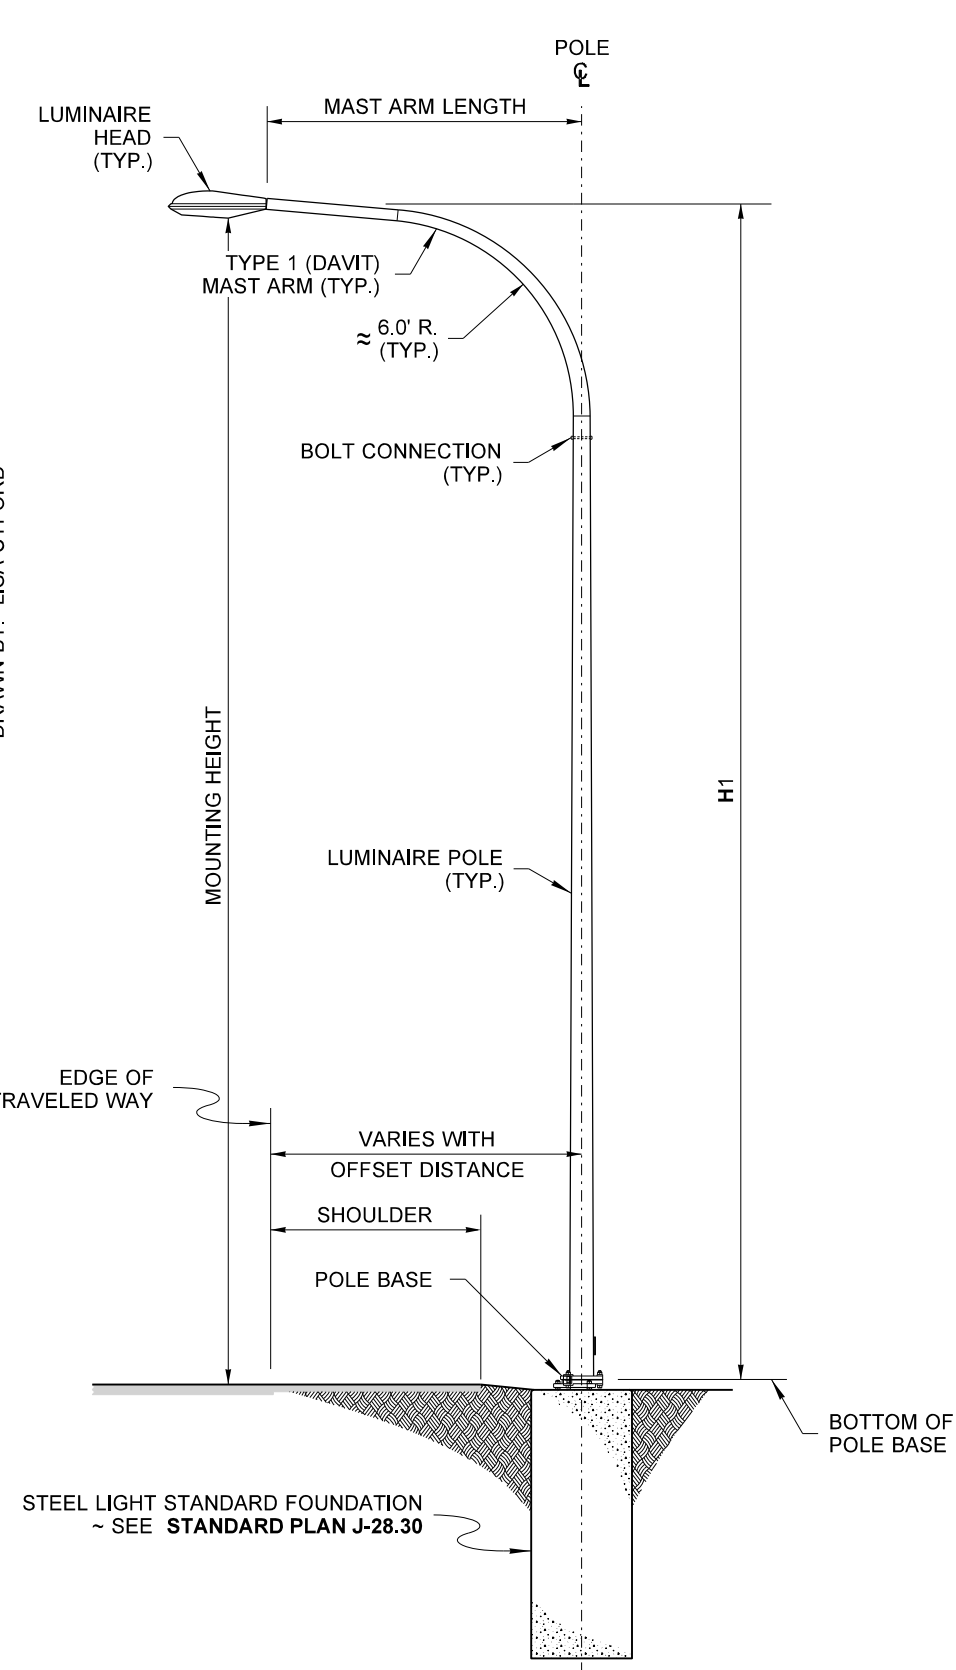 POLE
℄
MAST ARM LENGTH
LUMINAIRE
HEAD
(TYP.)
TYPE 1 (DAVIT)
MAST ARM (TYP.)
≈ 6.0' R.
(TYP.)
BOLT CONNECTION
(TYP.)
MOUNTING HEIGHT
H1
LUMINAIRE POLE
(TYP.)
EDGE OF
TRAVELED WAY
VARIES WITH
OFFSET DISTANCE
SHOULDER
POLE BASE
BOTTOM OF
POLE BASE
STEEL LIGHT STANDARD FOUNDATION
~ SEE STANDARD PLAN J-28.30